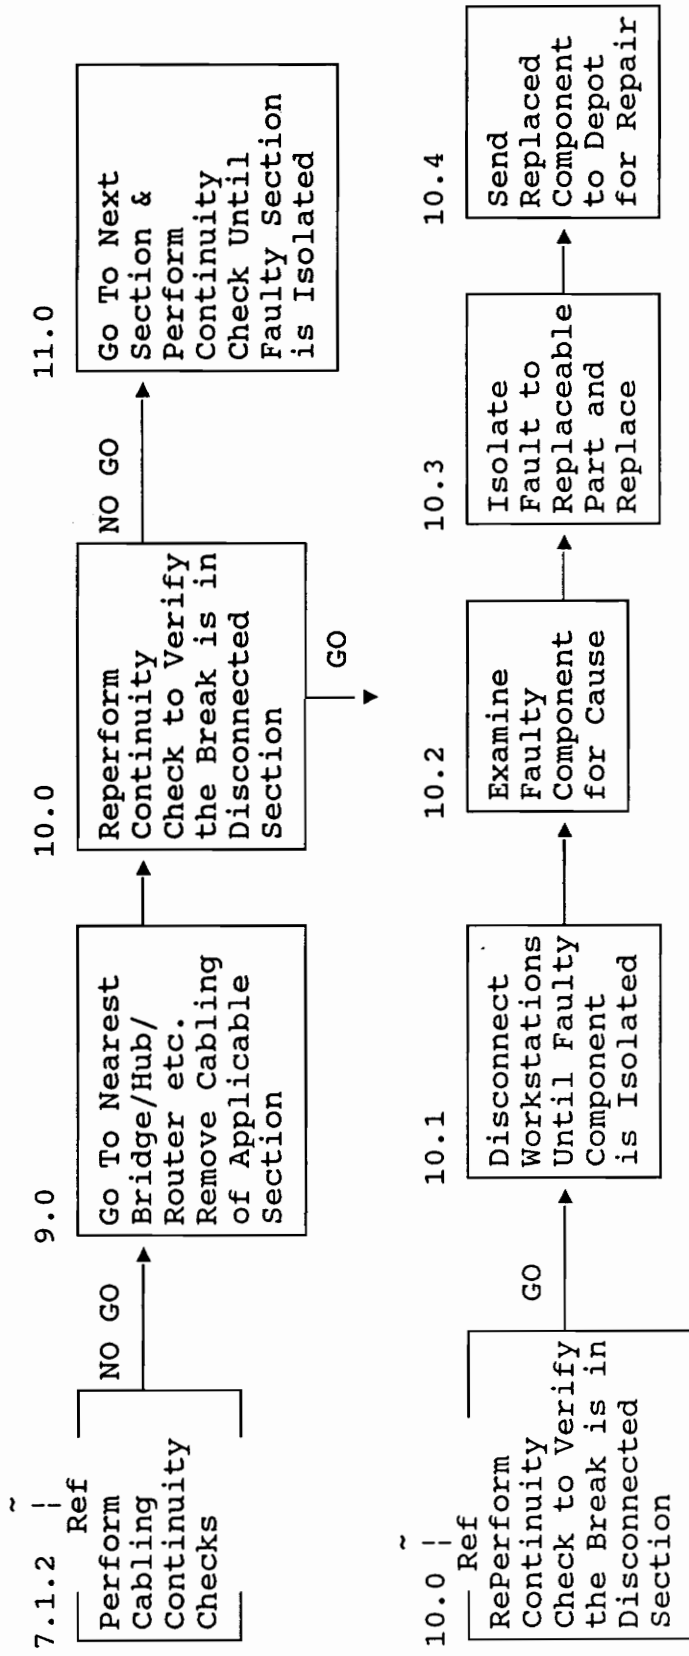 7.1.2
Ref
Perform
Cabling
Continuity
Checks
NO GO
9.0
Go To Nearest
Bridge/Hub/
Router etc.
Remove Cabling
of Applicable
Section
10.0
Reperform
Continuity
Check to Verify
the Break is in
Disconnected
Section
NO GO
GO
11.0
Go To Next
Section &
Perform
Continuity
Check Until
Faulty Section
is Isolated
10.0
Ref
RePerform
Continuity
Check to Verify
the Break is in
Disconnected
Section
GO
10.1
Disconnect
Workstations
Until Faulty
Component
is Isolated
10.2
Examine
Faulty
Component
for Cause
10.3
Isolate
Fault to
Replaceable
Part and
Replace
10.4
Send
Replaced
Component
to Depot
for Repair